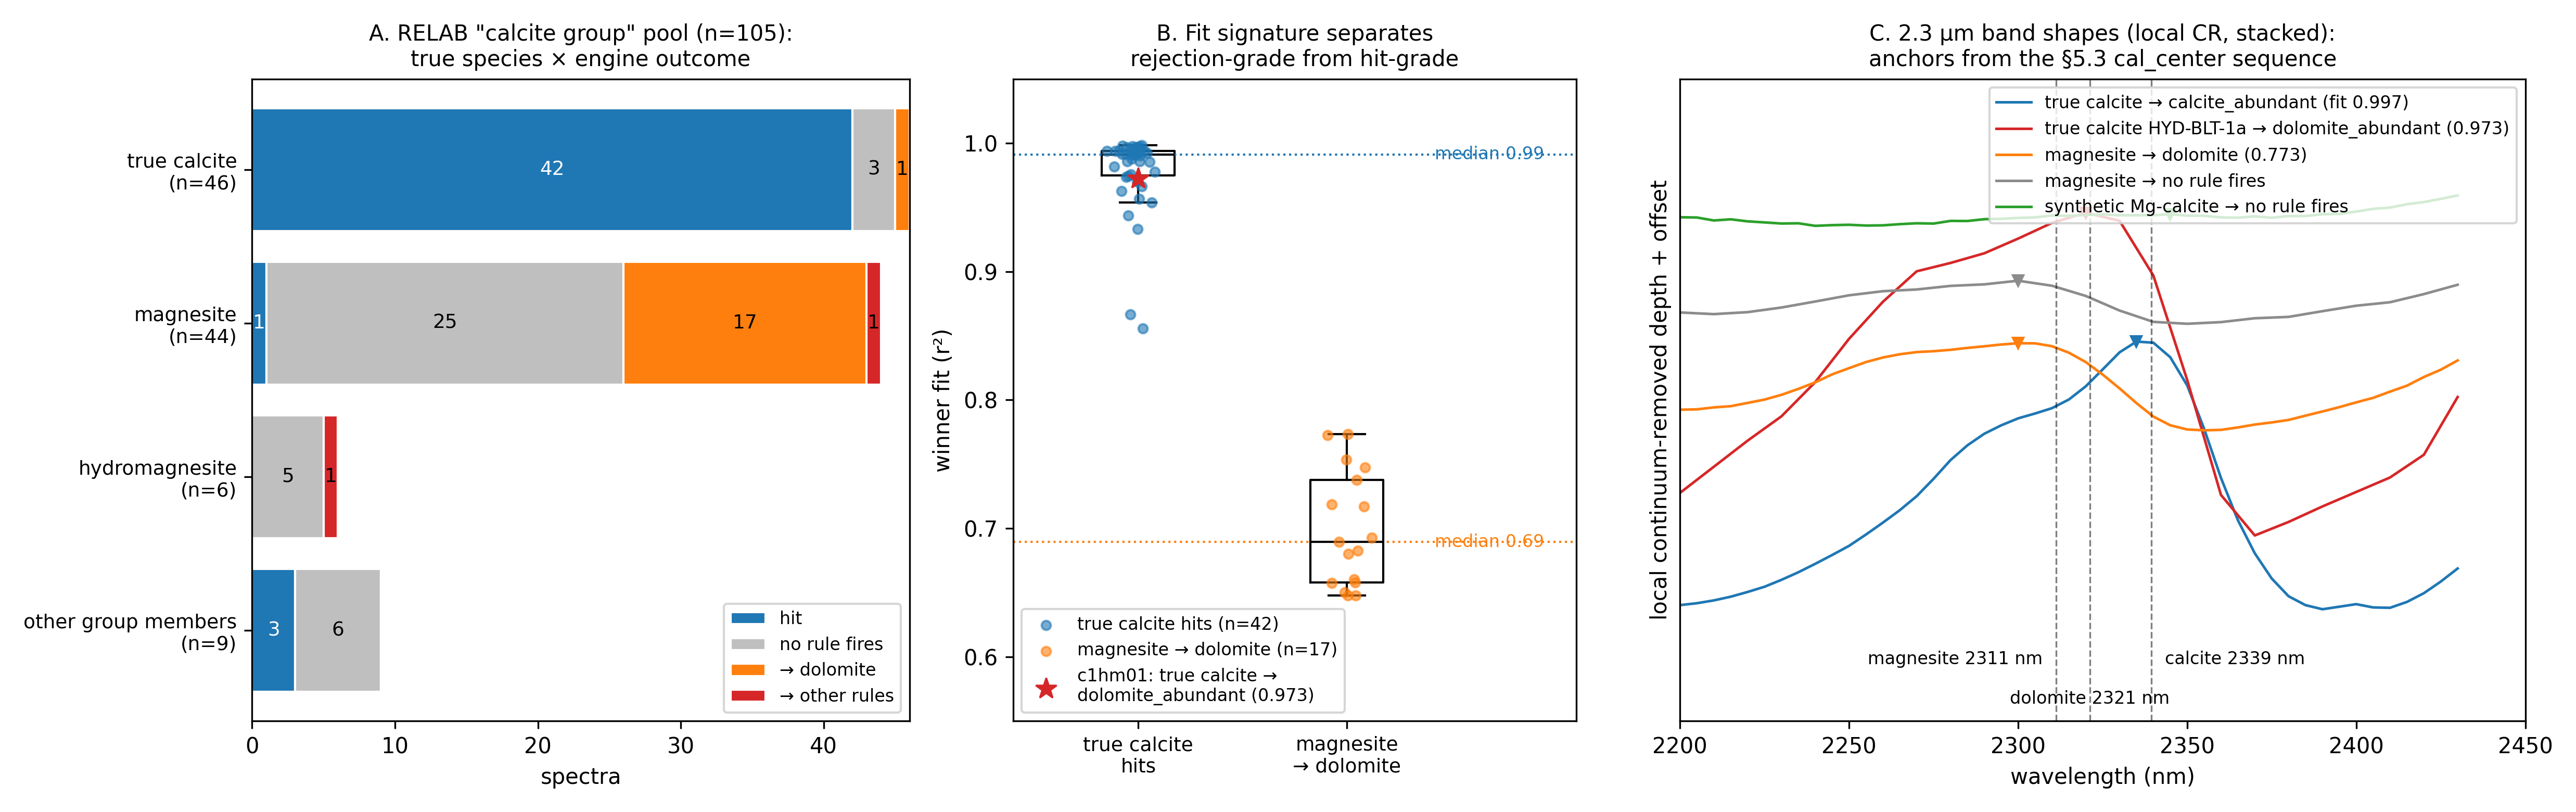 A. RELAB "calcite group" pool (n=105):
true species × engine outcome
true calcite
(n=46)
42
3
1
magnesite
(n=44)
1
25
17
1
hydromagnesite
(n=6)
5
1
other group members
(n=9)
3
6
hit
no rule fires
→ dolomite
→ other rules
0
10
20
30
40
spectra
B. Fit signature separates
rejection-grade from hit-grade
winner fit (r²)
1.0
0.9
0.8
0.7
0.6
median 0.99
median 0.69
true calcite hits (n=42)
magnesite → dolomite (n=17)
c1hm01: true calcite →
dolomite_abundant (0.973)
true calcite
hits
magnesite
→ dolomite
C. 2.3 µm band shapes (local CR, stacked):
anchors from the §5.3 cal_center sequence
local continuum-removed depth + offset
true calcite → calcite_abundant (fit 0.997)
true calcite HYD-BLT-1a → dolomite_abundant (0.973)
magnesite → dolomite (0.773)
magnesite → no rule fires
synthetic Mg-calcite → no rule fires
magnesite 2311 nm
calcite 2339 nm
dolomite 2321 nm
2200
2250
2300
2350
2400
2450
wavelength (nm)